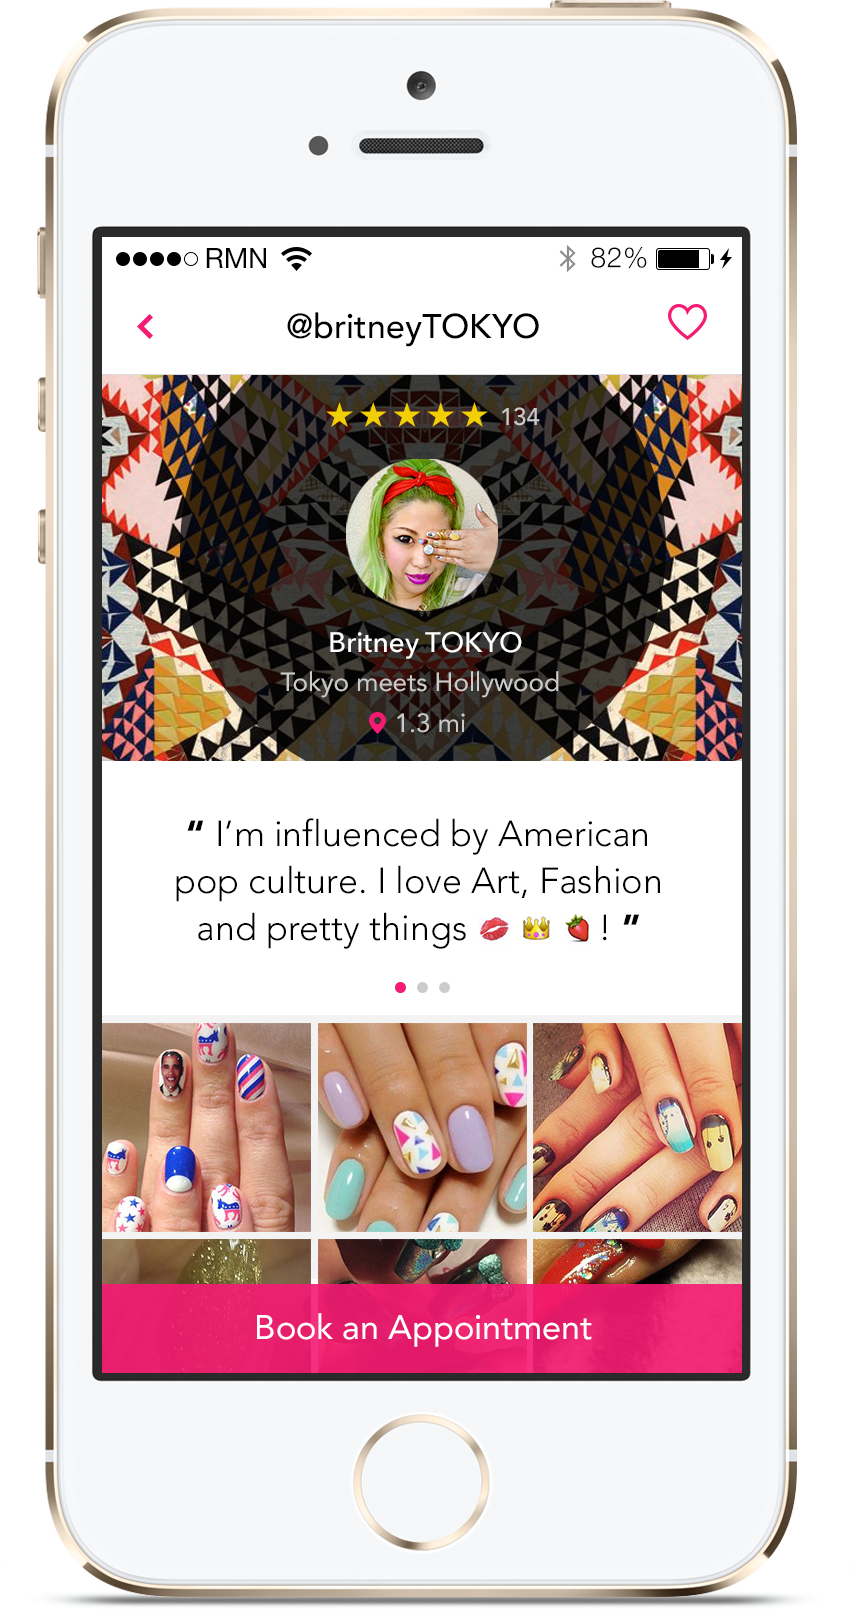 RMN 82%
@britneyTOKYO
134
Britney TOKYO
Tokyo meets Hollywood
1.3 mi
" I'm influenced by American
pop culture. I love Art, Fashion
and pretty things 💋 👑 🍓 ! "
Book an Appointment